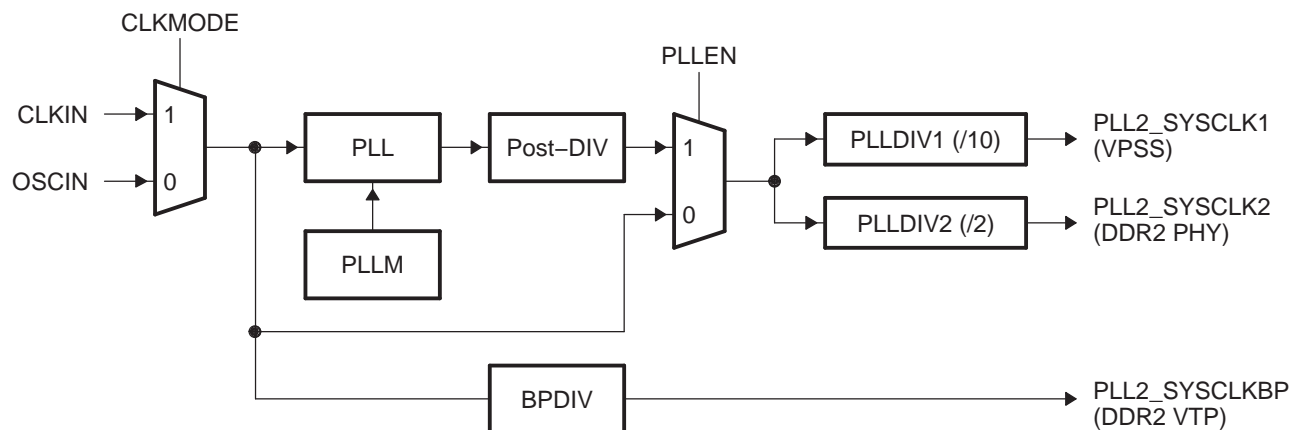 CLKMODE
PLLEN
CLKIN
1
OSCIN
0
PLL
Post–DIV
1
0
PLLM
PLLDIV1 (/10)
PLL2_SYSCLK1
(VPSS)
PLLDIV2 (/2)
PLL2_SYSCLK2
(DDR2 PHY)
BPDIV
PLL2_SYSCLKBP
(DDR2 VTP)